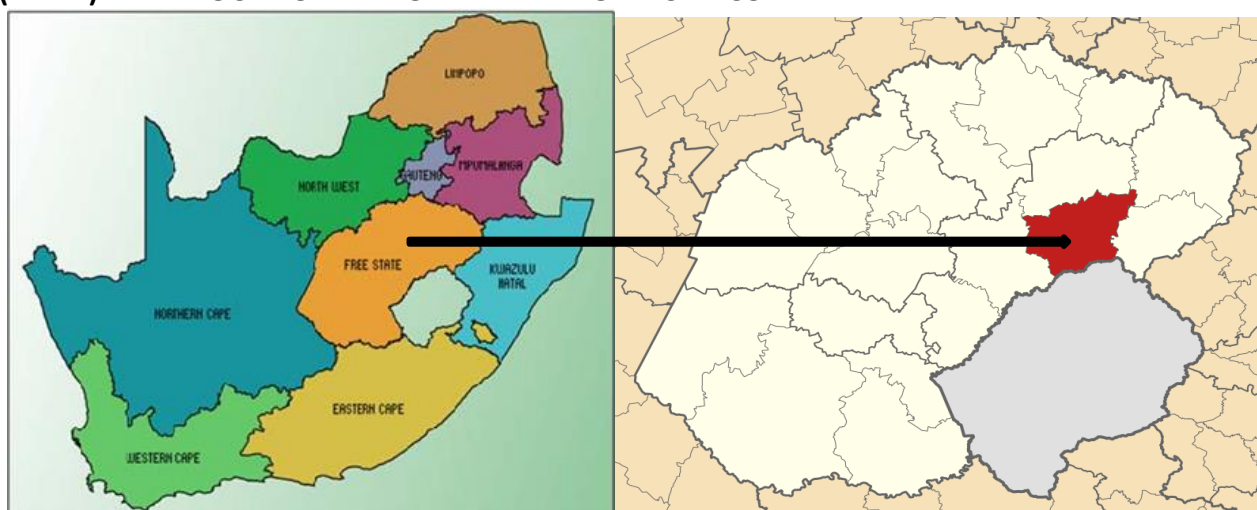 LIMPOPO
MPUMALANGA
GAUTENG
NORTH WEST
FREE STATE
KWAZULU
NATAL
NORTHERN CAPE
EASTERN CAPE
WESTERN CAPE